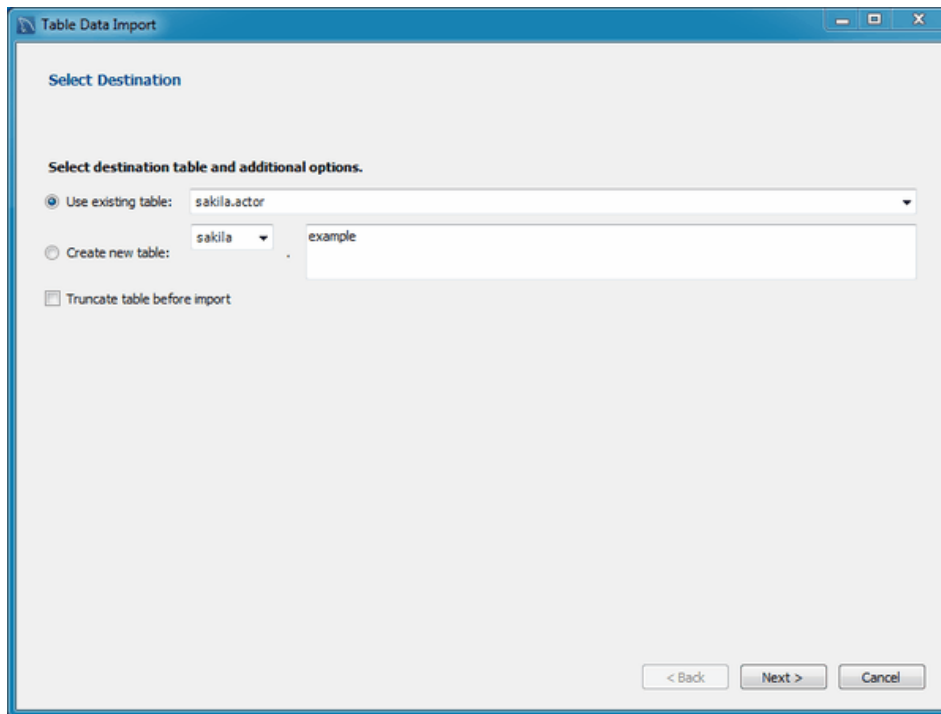 Table Data Import
Select Destination
Select destination table and additional options.
Use existing table: sakila.actor
Create new table: sakila . example
Truncate table before import
< Back Next > Cancel